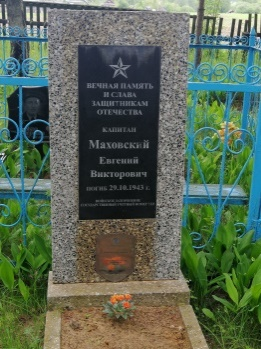 ВЕЧНАЯ ПАМЯТЬ
И СЛАВА
ЗАЩИТНИКАМ
ОТЕЧЕСТВА
КАПИТАН
Маховский
Евгений
Викторович
ПОГИБ 29.10.1943 г.